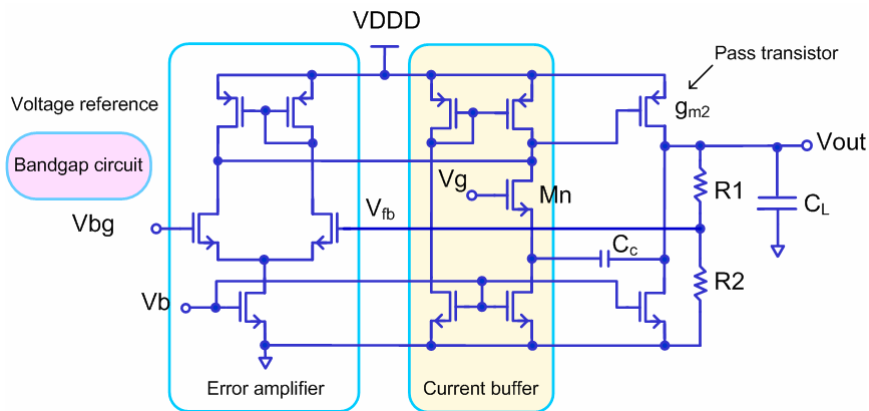 VDDD
Pass transistor
Voltage reference
gm2
Bandgap circuit
Vout
Vg
Mn
R1
CL
Vbg
Vfb
Cc
R2
Vb
Error amplifier
Current buffer